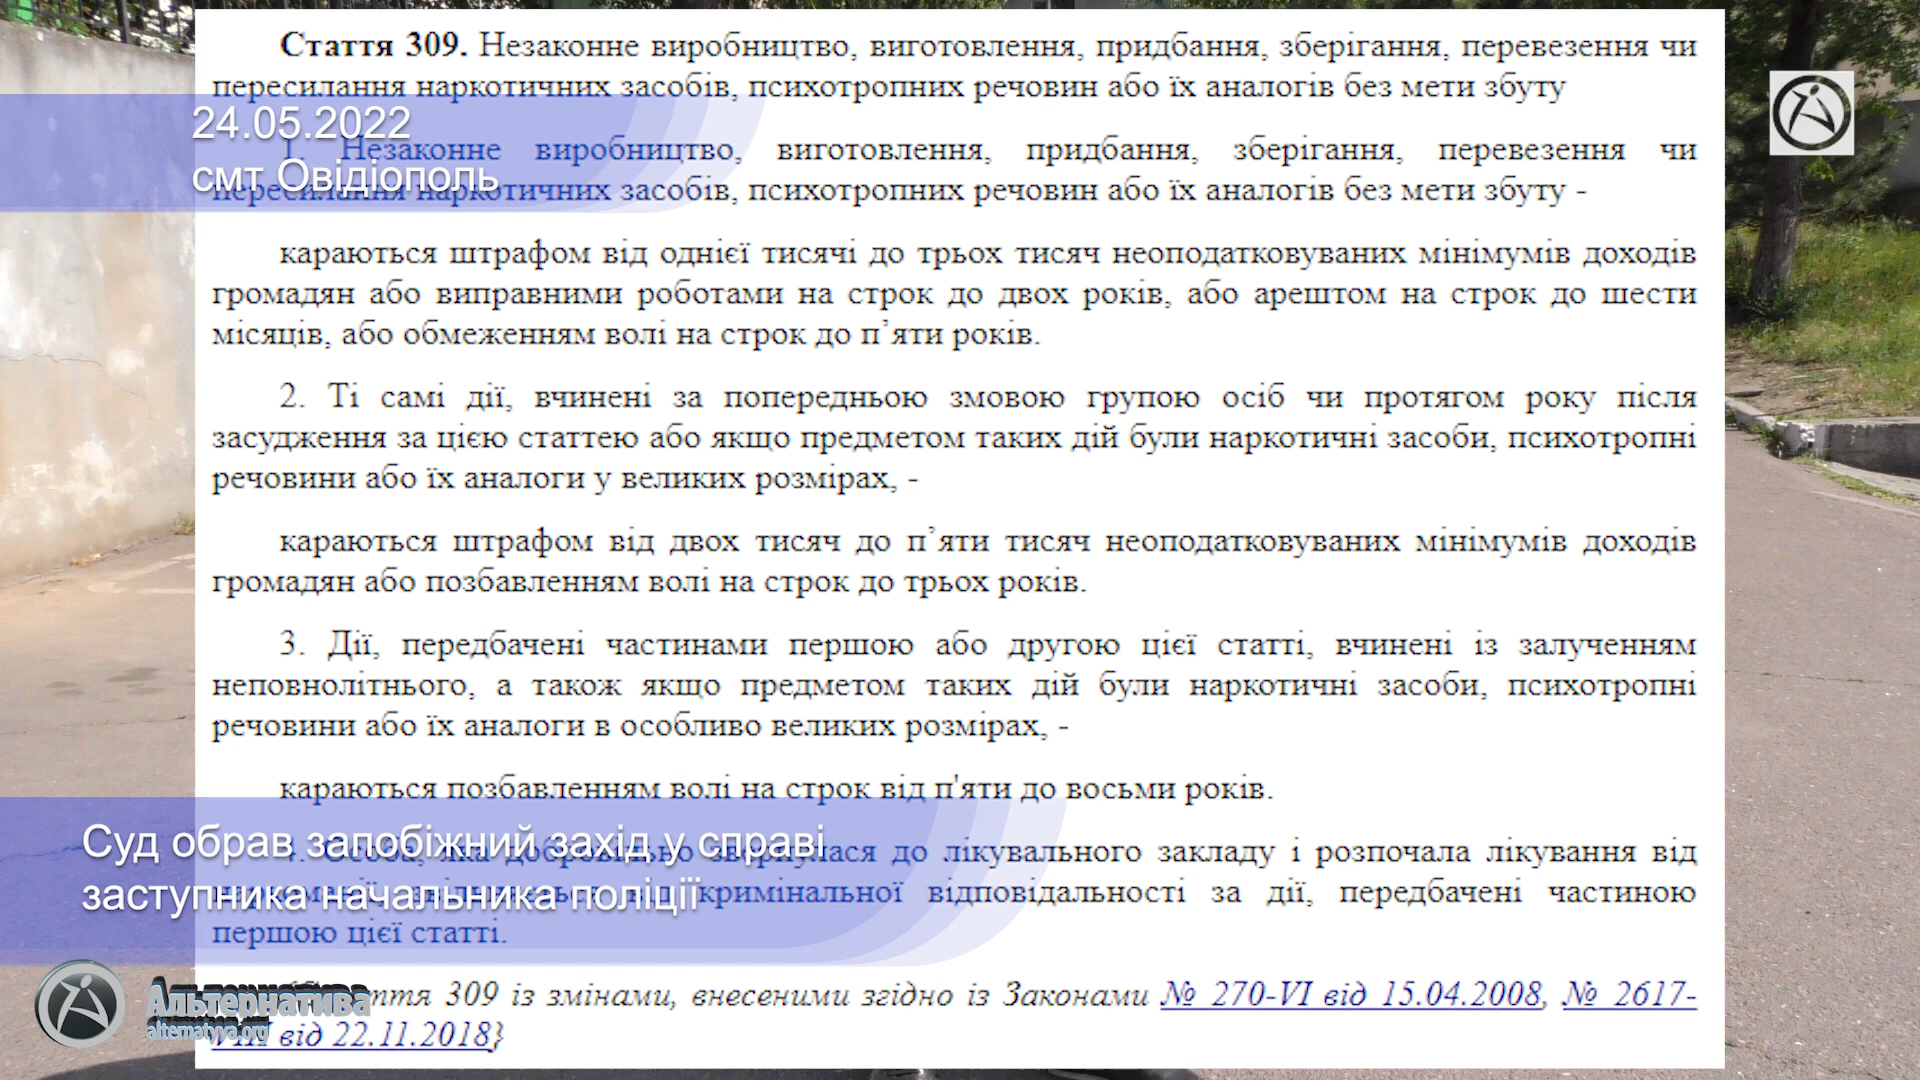 Стаття 309. Незаконне виробництво, виготовлення, придбання, зберігання, перевезення чи
пересилання наркотичних засобів, психотропних речовин або їх аналогів без мети збуту
24.05.2022
смт Овідіополь
1. Незаконне виробництво, виготовлення, придбання, зберігання, перевезення чи
пересилання наркотичних засобів, психотропних речовин або їх аналогів без мети збуту -
караються штрафом від однієї тисячі до трьох тисяч неоподатковуваних мінімумів доходів
громадян або виправними роботами на строк до двох років, або арештом на строк до шести
місяців, або обмеженням волі на строк до п’яти років.
2. Ті самі дії, вчинені за попередньою змовою групою осіб чи протягом року після
засудження за цією статтею або якщо предметом таких дій були наркотичні засоби, психотропні
речовини або їх аналоги у великих розмірах, -
караються штрафом від двох тисяч до п’яти тисяч неоподатковуваних мінімумів доходів
громадян або позбавленням волі на строк до трьох років.
3. Дії, передбачені частинами першою або другою цієї статті, вчинені із залученням
неповнолітнього, а також якщо предметом таких дій були наркотичні засоби, психотропні
речовини або їх аналоги в особливо великих розмірах, -
караються позбавленням волі на строк від п'яти до восьми років.
Суд обрав запобіжний захід у справі
заступника начальника поліції
4. Особа, яка добровільно звернулася до лікувального закладу і розпочала лікування від
кримінальної відповідальності за дії, передбачені частиною
першою цієї статті.
309 із змінами, внесеними згідно із Законами № 270-VI від 15.04.2008, № 2617-
VIII від 22.11.2018}
Альтернатива
alternatyva.org